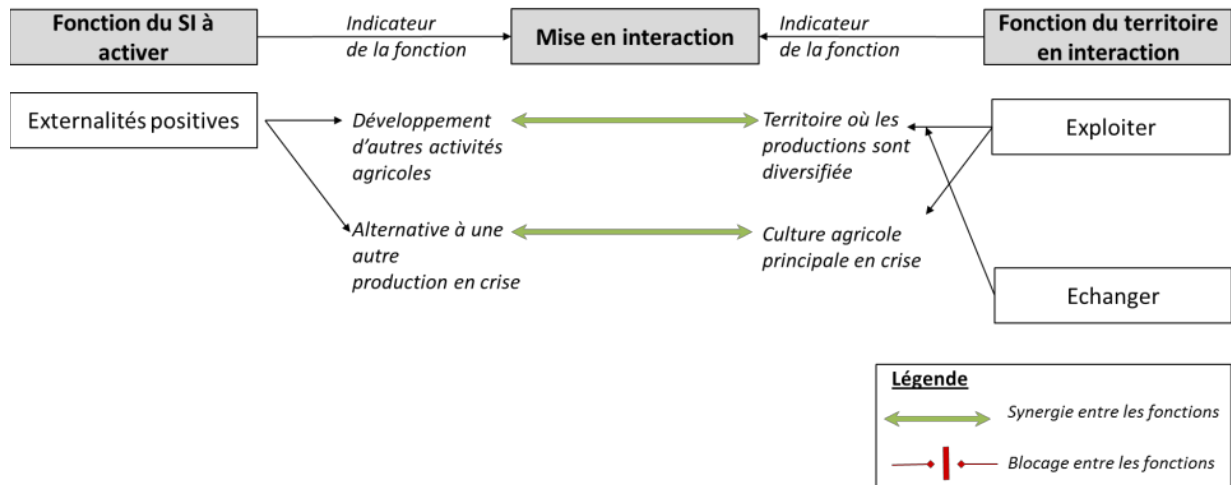 Fonction du SI à
activer
Indicateur
de la fonction
Mise en interaction
Indicateur
de la fonction
Fonction du territoire
en interaction
Externalités positives
Développement
d'autres activités
agricoles
Territoire où les
productions sont
diversifiée
Exploiter
Alternative à une
autre
production en crise
Culture agricole
principale en crise
Echanger
Légende
Synergie entre les fonctions
Blocage entre les fonctions